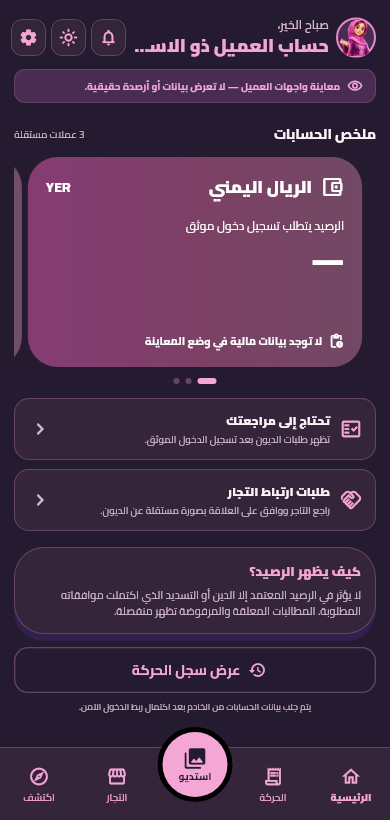 صباح الخير،
حساب العميل ذو الاس...
معاينة واجهات العميل — لا تعرض بيانات أو أرصدة حقيقية.
ملخص الحسابات
3 عملات مستقلة
الريال اليمني
YER
الرصيد يتطلب تسجيل دخول موثق
—
لا توجد بيانات مالية في وضع المعاينة
تحتاج إلى مراجعتك
تظهر طلبات الديون بعد تسجيل الدخول الموثق.
طلبات ارتباط التجار
راجع التاجر ووافق على العلاقة بصورة مستقلة عن الديون.
كيف يظهر الرصيد؟
لا يؤثر في الرصيد المعتمد إلا الدين أو التسديد الذي اكتملت موافقاته
المطلوبة. المطالبات المعلقة والمرفوضة تظهر منفصلة.
عرض سجل الحركة
يتم جلب بيانات الحسابات من الخادم بعد اكتمال ربط الدخول الآمن.
الرئيسية
الحركة
استديو
التجار
اكتشف